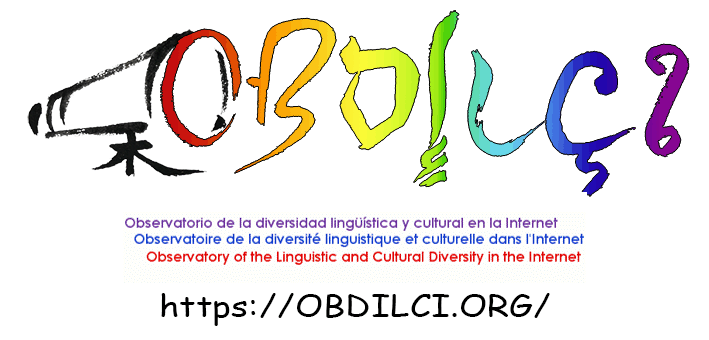 OBDILÇI
Observatorio de la diversidad lingüística y cultural en la Internet
Observatoire de la diversité linguistique et culturelle dans l'Internet
Observatory of the Linguistic and Cultural Diversity in the Internet
https://OBDILCI.ORG/